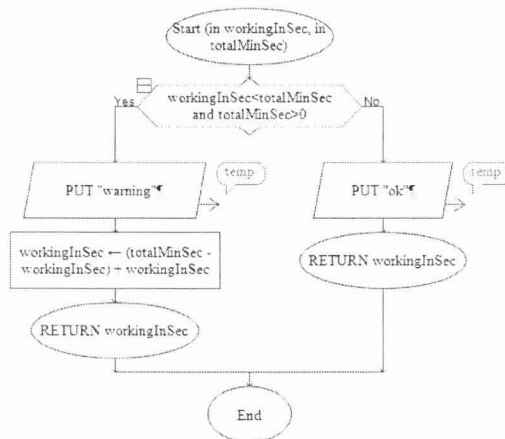 Start (in workingInSec, in
totalMinSec)
workingInSec<totalMinSec
and totalMinSec>0
Yes
No
PUT "warning"¶
temp
PUT "ok"¶
temp
workingInSec ← (totalMinSec -
workingInSec) + workingInSec
RETURN workingInSec
RETURN workingInSec
End